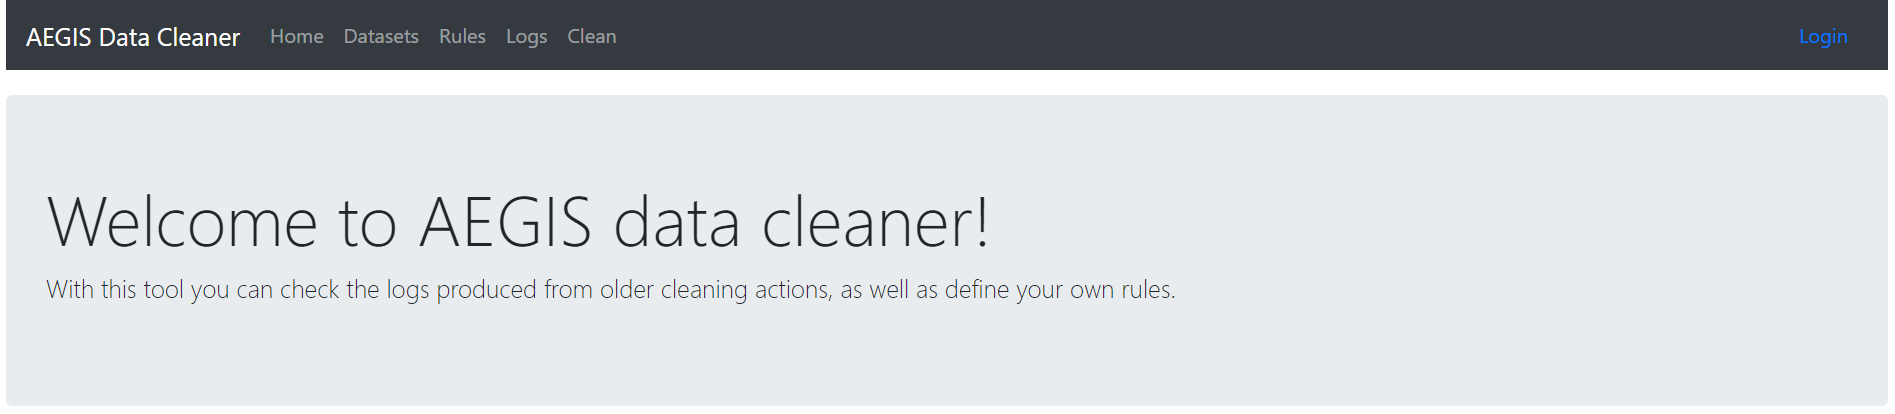 AEGIS Data Cleaner Home Datasets Rules Logs Clean Login
Welcome to AEGIS data cleaner!
With this tool you can check the logs produced from older cleaning actions, as well as define your own rules.